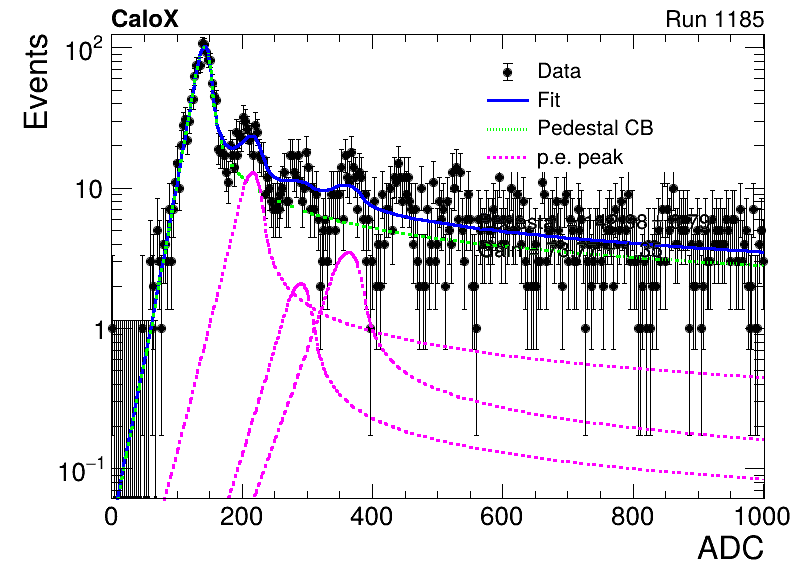 CaloX Run 1185
Events
10²
10
1
10⁻¹
Data
Fit
Pedestal CB
p.e. peak
0 200 400 600 800 1000
ADC